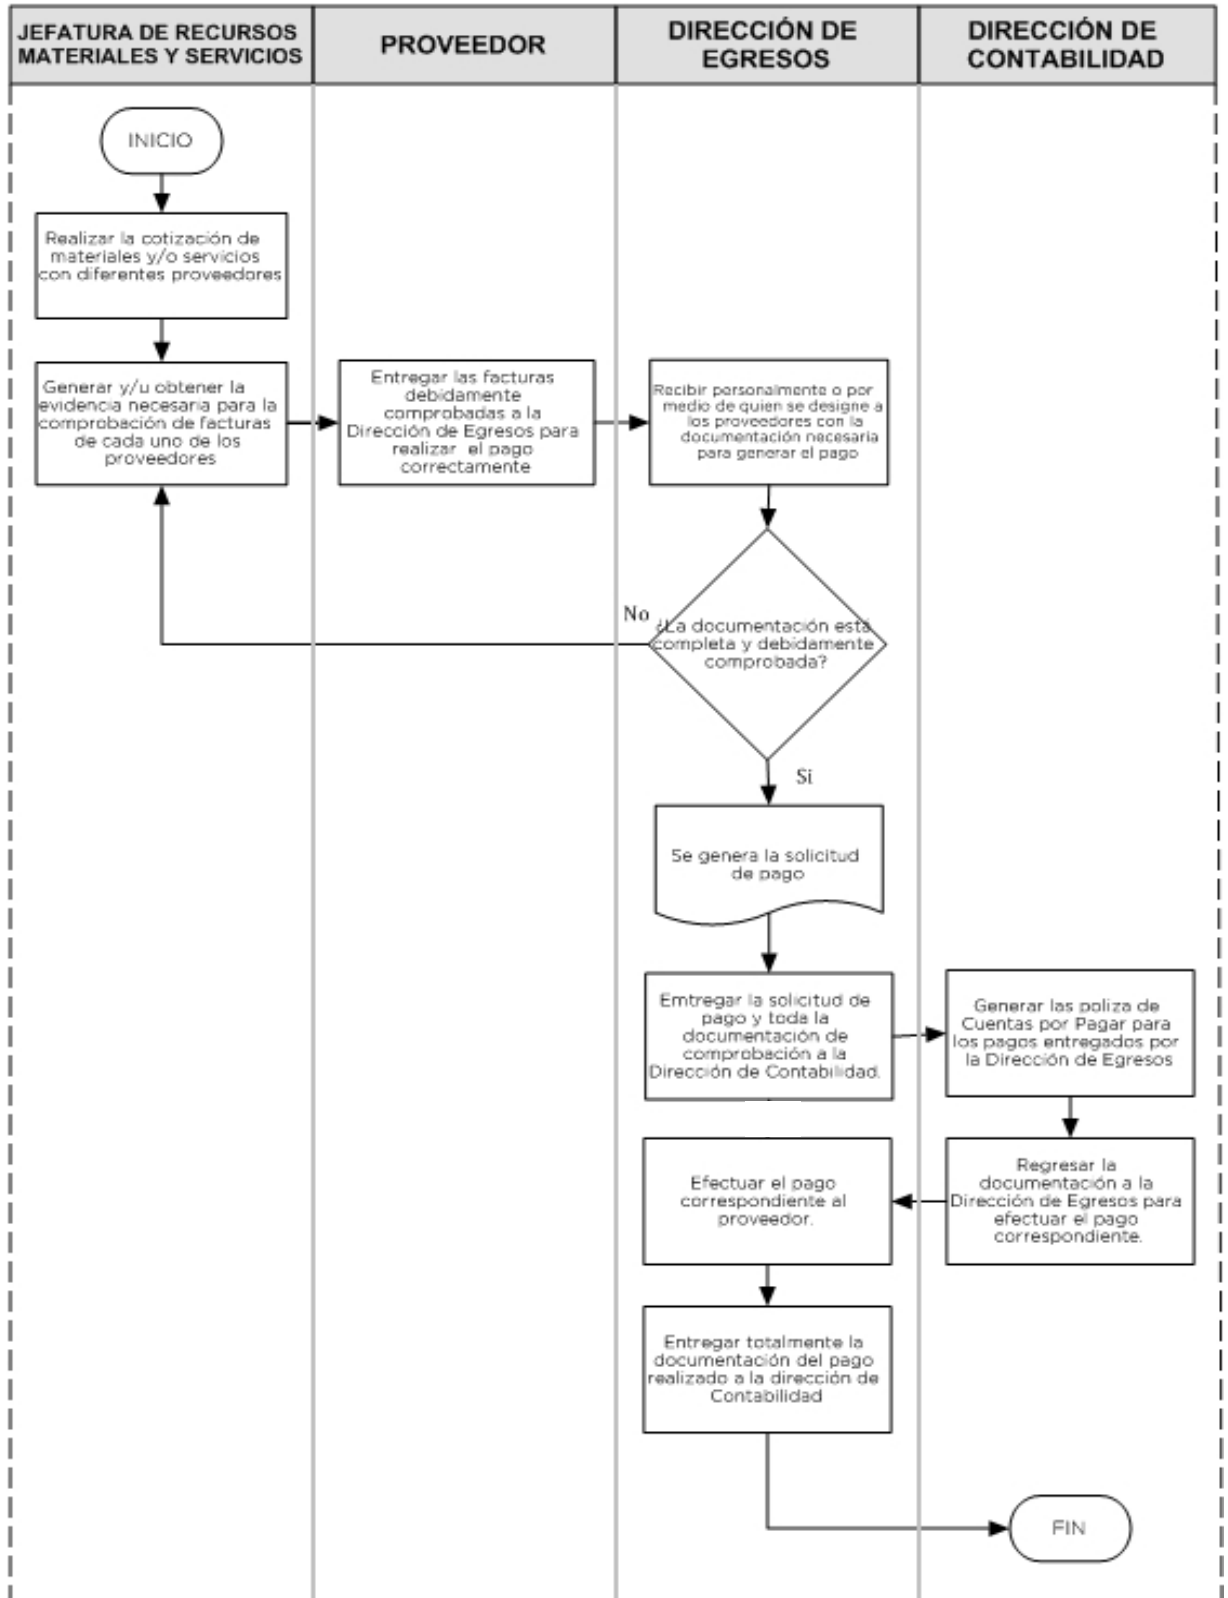 JEFATURA DE RECURSOS
MATERIALES Y SERVICIOS
PROVEEDOR
DIRECCIÓN DE
EGRESOS
DIRECCIÓN DE
CONTABILIDAD
INICIO
Realizar la cotización de
materiales y/o servicios
con diferentes proveedores
Generar y/u obtener la
evidencia necesaria para la
comprobación de facturas
de cada uno de los
proveedores
Entregar las facturas
debidamente
comprobadas a la
Dirección de Egresos para
realizar el pago
correctamente
Recibir personalmente o por
medio de quien se designe a
los proveedores con la
documentación necesaria
para generar el pago
No
¿La documentación está
completa y debidamente
comprobada?
Si
Se genera la solicitud
de pago
Emtregar la solicitud de
pago y toda la
documentación de
comprobación a la
Dirección de Contabilidad.
Generar las poliza de
Cuentas por Pagar para
los pagos entregados por
la Dirección de Egresos
Regresar la
documentación a la
Dirección de Egresos para
efectuar el pago
correspondiente.
Efectuar el pago
correspondiente al
proveedor.
Entregar totalmente la
documentación del pago
realizado a la dirección de
Contabilidad
FIN